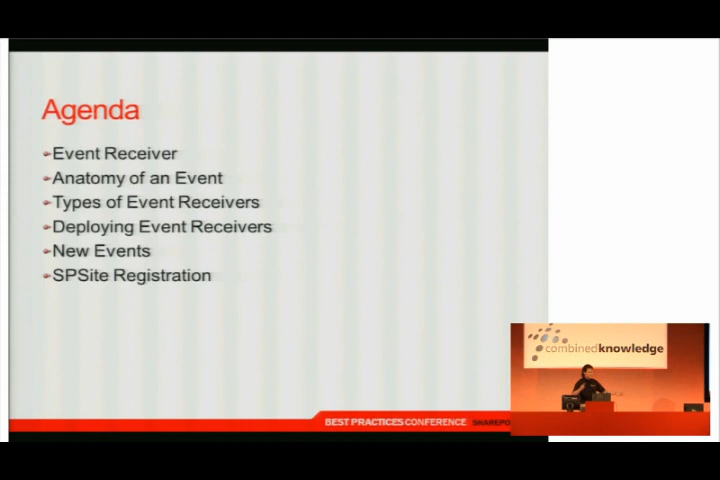 Agenda
Event Receiver
Anatomy of an Event
Types of Event Receivers
Deploying Event Receivers
New Events
SPSite Registration
BEST PRACTICES CONFERENCE
combinedknowledge